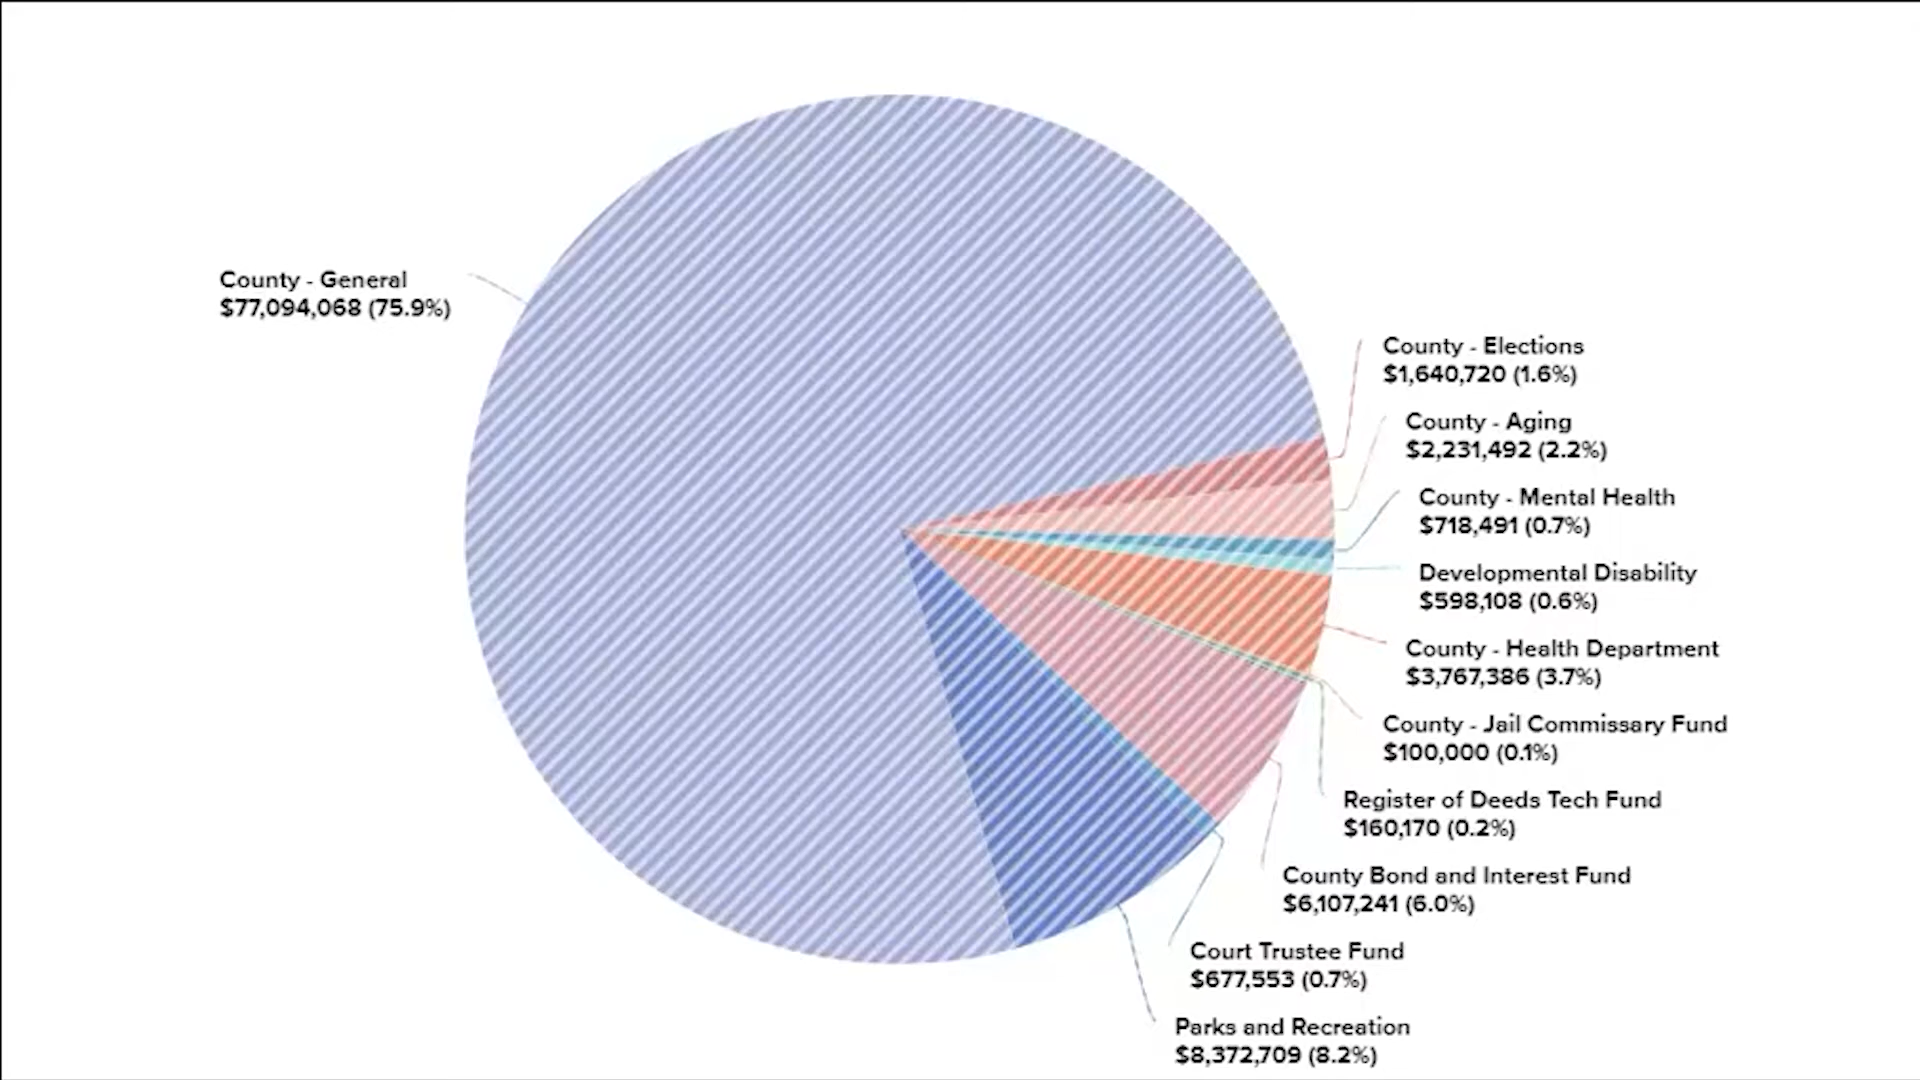 County - General
$77,094,068 (75.9%)
County - Elections
$1,640,720 (1.6%)
County - Aging
$2,231,492 (2.2%)
County - Mental Health
$718,491 (0.7%)
Developmental Disability
$598,108 (0.6%)
County - Health Department
$3,767,386 (3.7%)
County - Jail Commissary Fund
$100,000 (0.1%)
Register of Deeds Tech Fund
$160,170 (0.2%)
County Bond and Interest Fund
$6,107,241 (6.0%)
Court Trustee Fund
$677,553 (0.7%)
Parks and Recreation
$8,372,709 (8.2%)